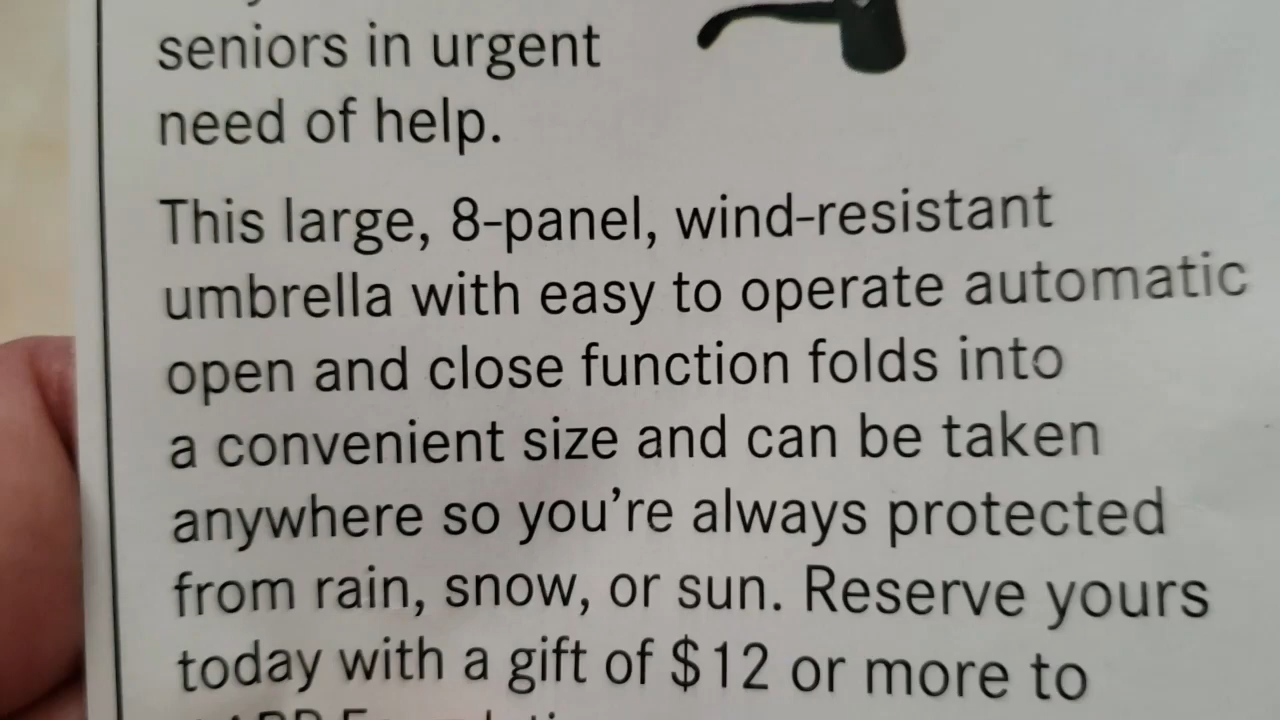 seniors in urgent
need of help.
This large, 8-panel, wind-resistant
umbrella with easy to operate automatic
open and close function folds into
a convenient size and can be taken
anywhere so you're always protected
from rain, snow, or sun. Reserve yours
today with a gift of $12 or more to